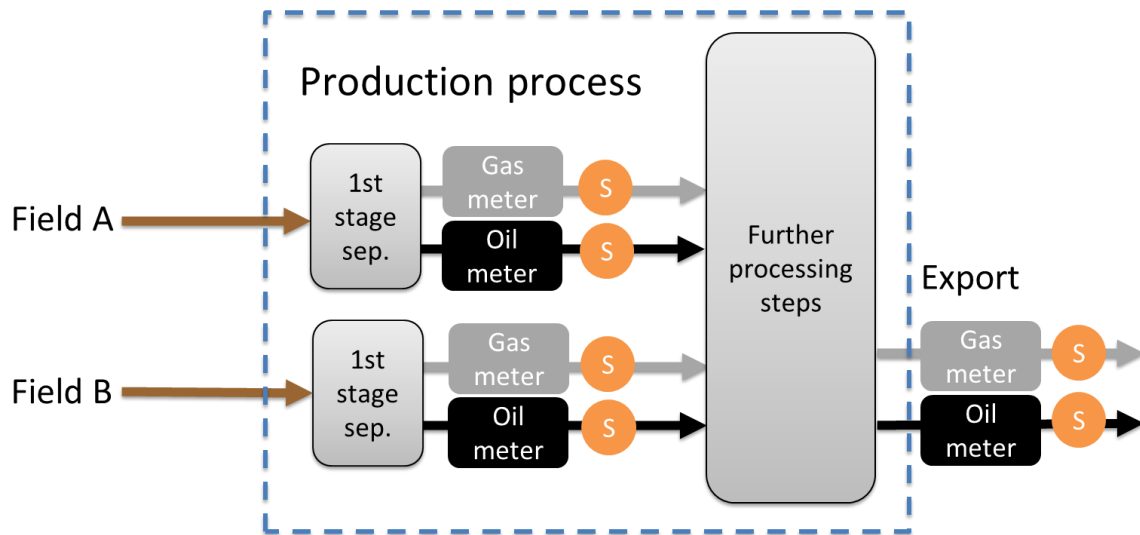 Production process
Field A
1st
stage
sep.
Gas
meter
S
Oil
meter
S
Field B
1st
stage
sep.
Gas
meter
S
Oil
meter
S
Further
processing
steps
Export
Gas
meter
S
Oil
meter
S